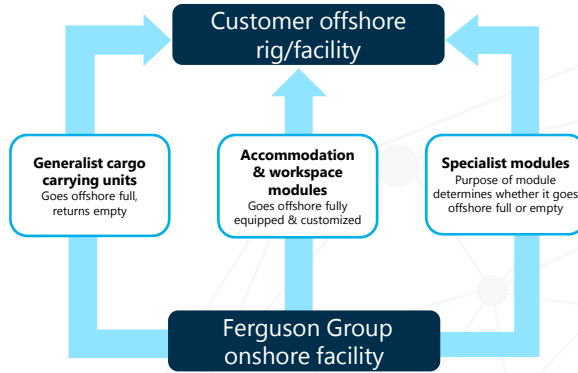 Customer offshore
rig/facility
Generalist cargo
carrying units
Goes offshore full,
returns empty
Accommodation
& workspace
modules
Goes offshore fully
equipped & customized
Specialist modules
Purpose of module
determines whether it goes
offshore full or empty
Ferguson Group
onshore facility